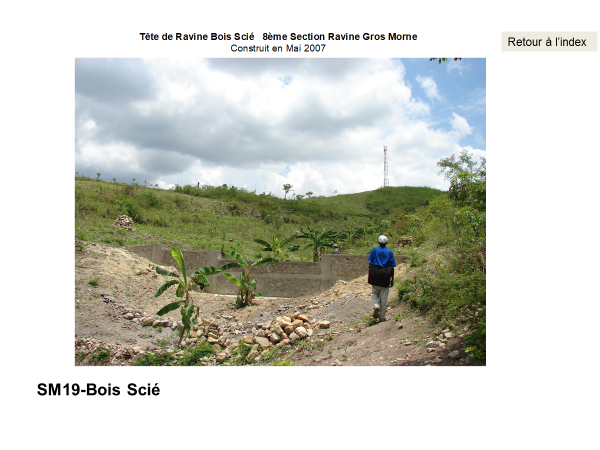 Tête de Ravine Bois Scié 8ème Section Ravine Gros Morne
Construit en Mai 2007
Retour à l'index
SM19-Bois Scié